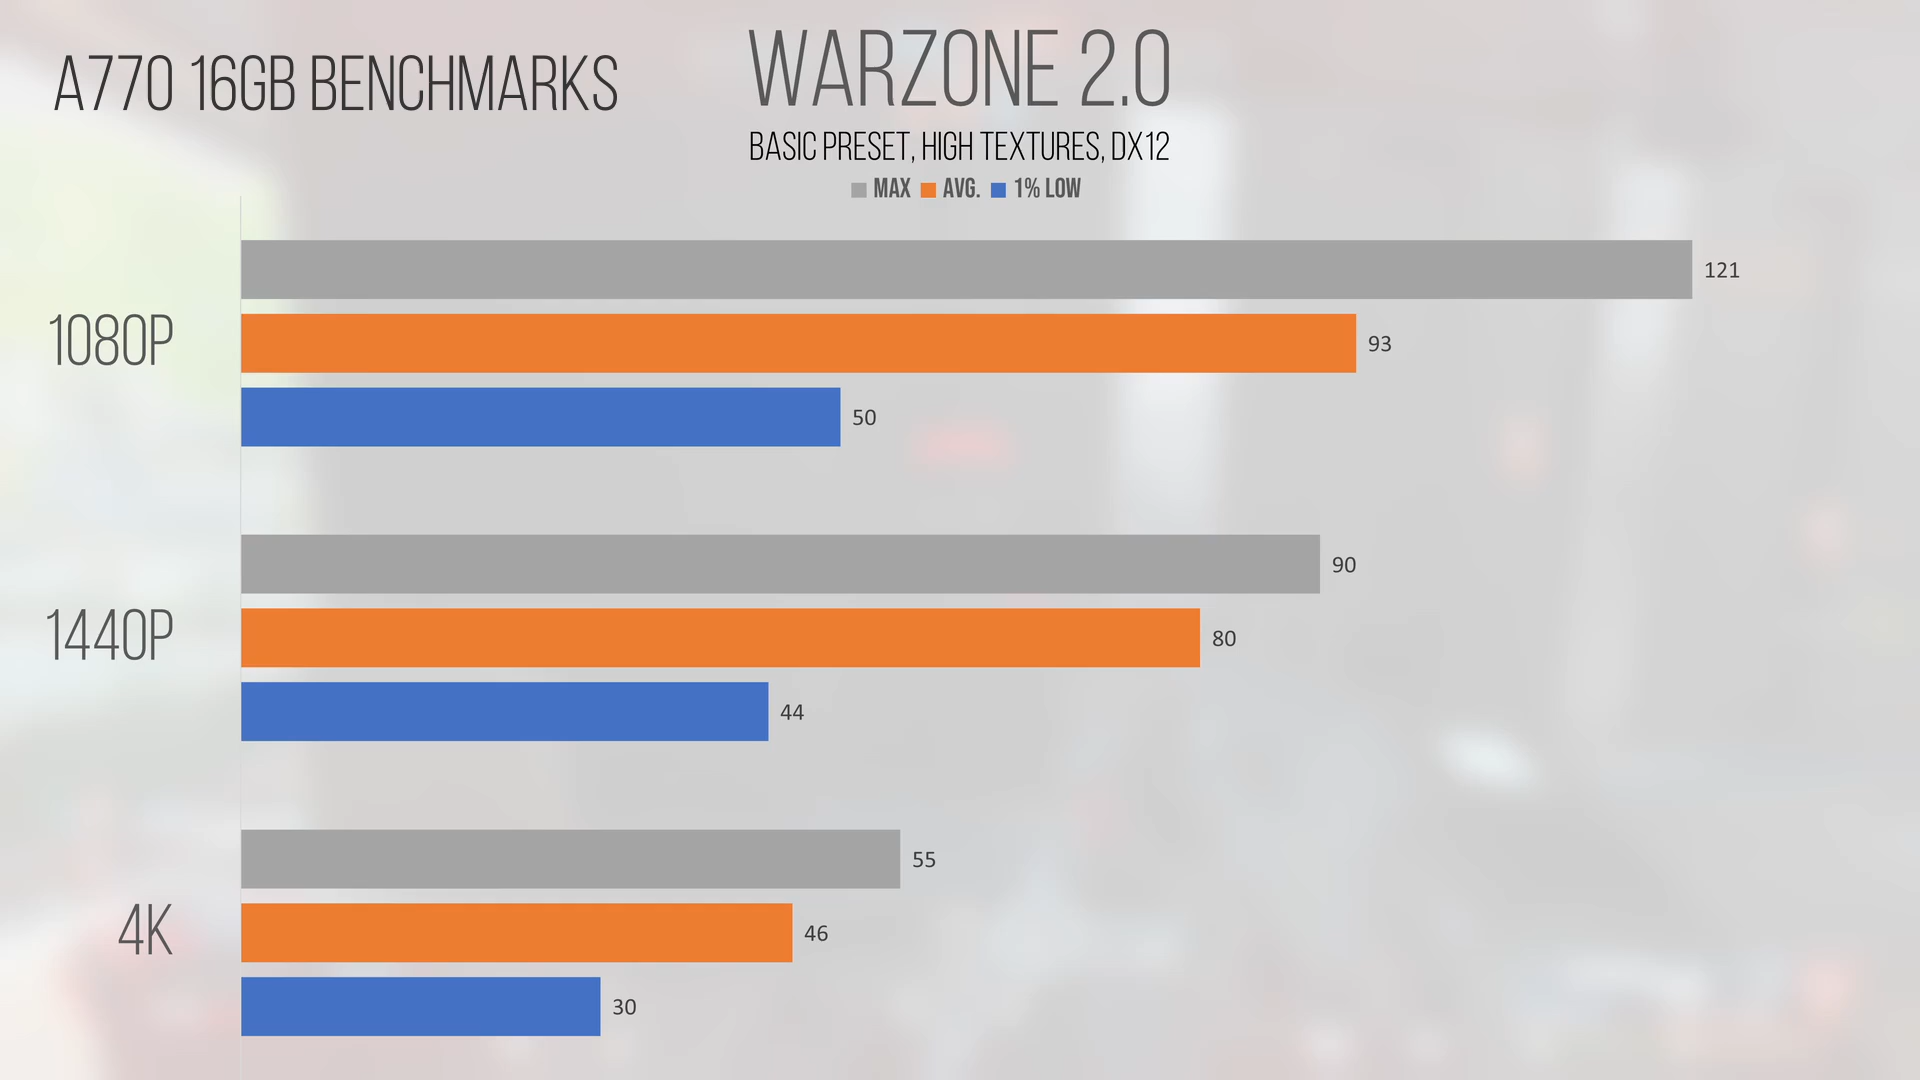 A770 16GB BENCHMARKS
WARZONE 2.0
BASIC PRESET, HIGH TEXTURES, DX12
MAX AVG. 1% LOW
1080P
121
93
50
1440P
90
80
44
4K
55
46
30